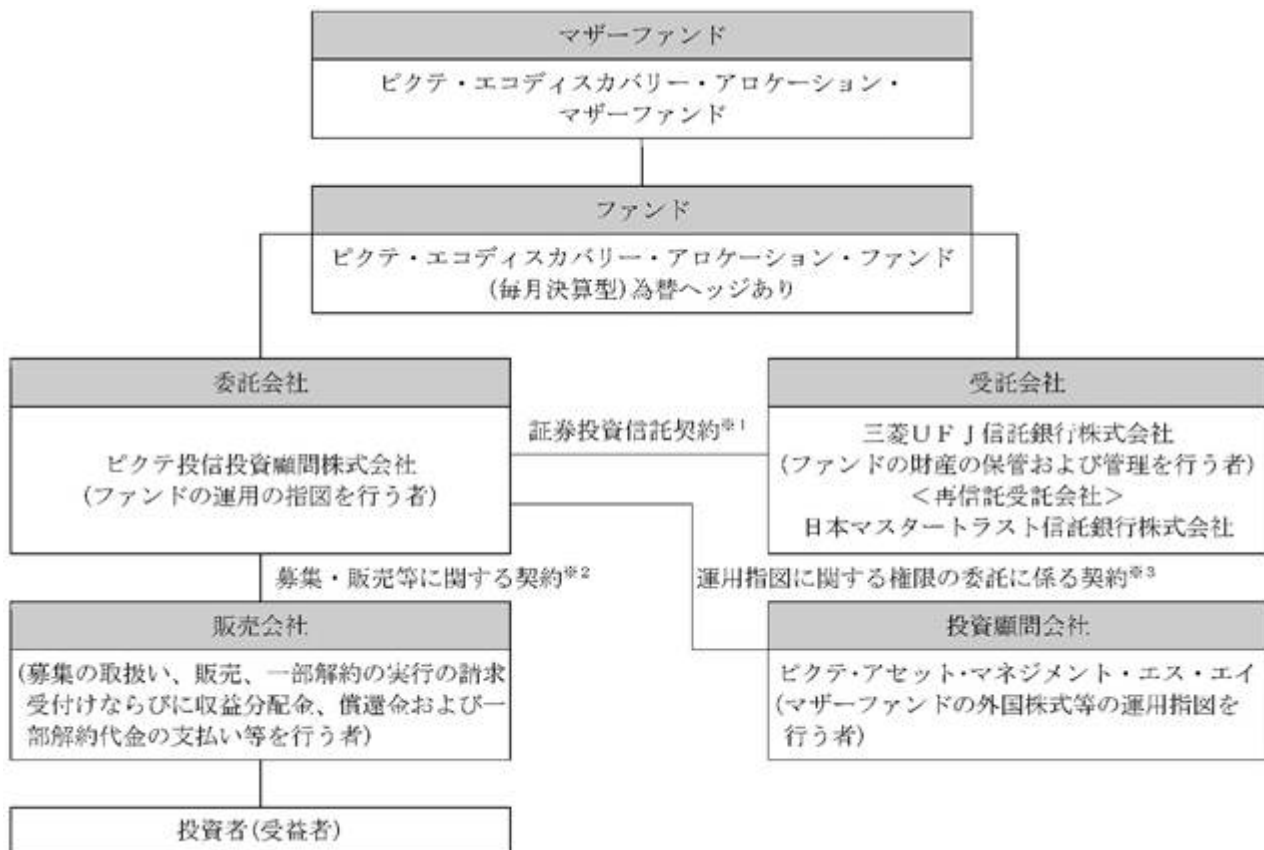 マザーファンド
ピクテ・エコディスカバリー・アロケーション・
マザーファンド
ファンド
ピクテ・エコディスカバリー・アロケーション・ファンド
(毎月決算型)為替ヘッジあり
委託会社
ピクテ投信投資顧問株式会社
(ファンドの運用の指図を行う者)
証券投資信託契約※1
受託会社
三菱UFJ信託銀行株式会社
(ファンドの財産の保管および管理を行う者)
<再信託受託会社>
日本マスタートラスト信託銀行株式会社
募集・販売等に関する契約※2
運用指図に関する権限の委託に係る契約※3
販売会社
(募集の取扱い、販売、一部解約の実行の請求
受付けならびに収益分配金、償還金および一
部解約代金の支払い等を行う者)
投資顧問会社
ピクテ・アセット・マネジメント・エス・エイ
(マザーファンドの外国株式等の運用指図を
行う者)
投資者(受益者)